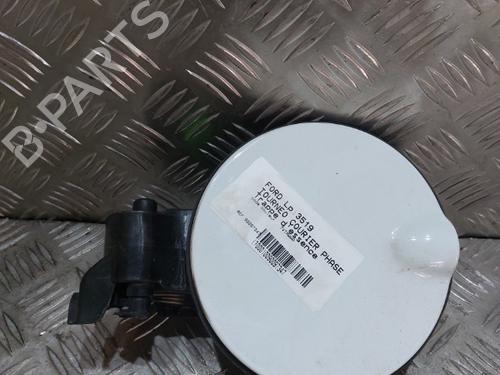 B-PARTS
FORD LP 3519
TOURNEO COURIER PHASE
Trappe d,essence